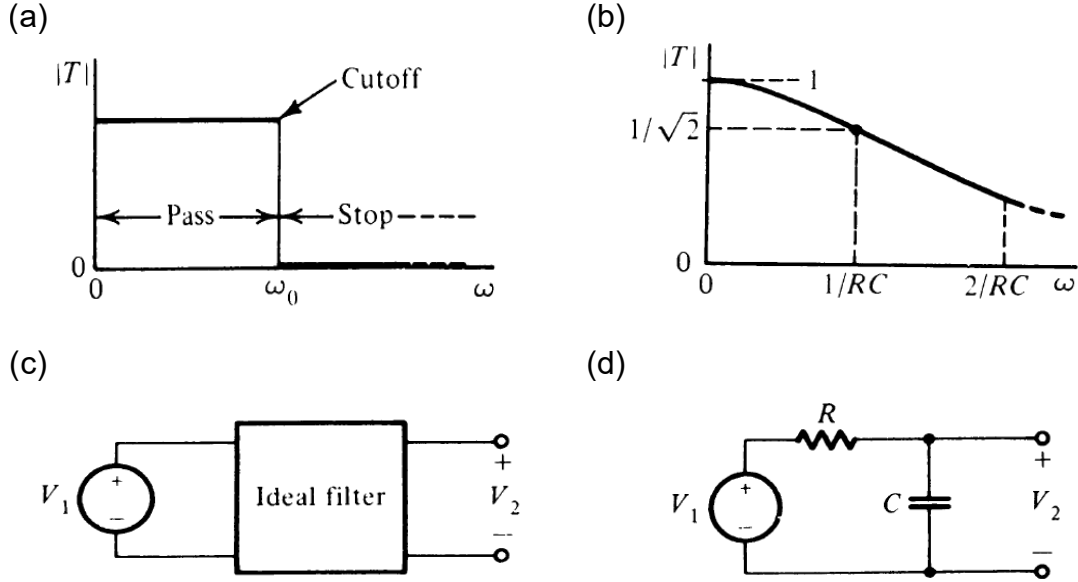 (a)
|T|
Cutoff
Pass
Stop
0
0
ω₀
ω
(b)
|T|
1
1/√2
0
0
1/RC
2/RC
ω
(c)
V₁
+
−
Ideal filter
+
V₂
−
(d)
R
V₁
+
−
C
+
V₂
−